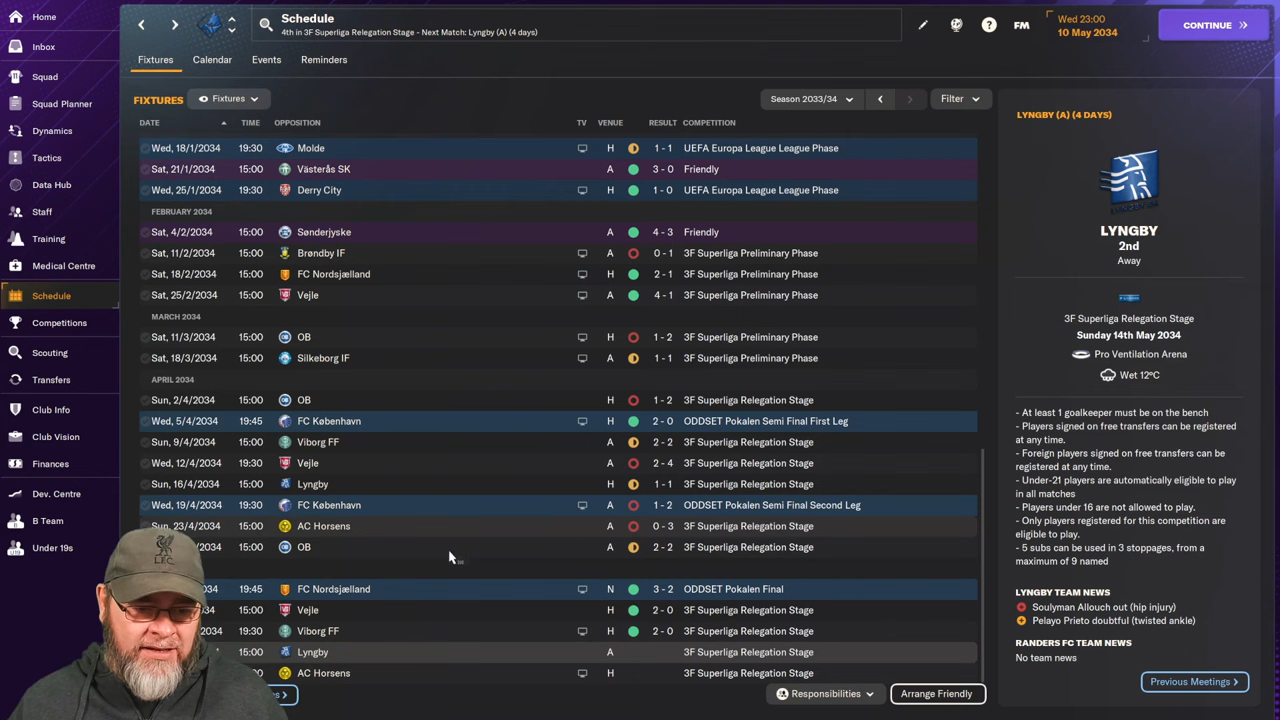 Home
Inbox
Squad
Squad Planner
Dynamics
Tactics
Data Hub
Staff
Training
Medical Centre
Schedule
Competitions
Scouting
Transfers
Club Info
Club Vision
Finances
Dev. Centre
B Team
Under 19s
U19
Schedule
4th in 3F Superliga Relegation Stage - Next Match: Lyngby (A) (4 days)
FM
Wed 23:00
10 May 2034
CONTINUE
Fixtures Calendar Events Reminders
FIXTURES Fixtures Season 2033/34 Filter
DATE TIME OPPOSITION TV VENUE RESULT COMPETITION
Wed, 18/1/2034 19:30 Molde H 1 - 1 UEFA Europa League League Phase
Sat, 21/1/2034 15:00 Västerås SK A 3 - 0 Friendly
Wed, 25/1/2034 19:30 Derry City H 1 - 0 UEFA Europa League League Phase
FEBRUARY 2034
Sat, 4/2/2034 15:00 Sønderjyske A 4 - 3 Friendly
Sat, 11/2/2034 15:00 Brøndby IF A 0 - 1 3F Superliga Preliminary Phase
Sat, 18/2/2034 15:00 FC Nordsjælland H 2 - 1 3F Superliga Preliminary Phase
Sat, 25/2/2034 15:00 Vejle A 4 - 1 3F Superliga Preliminary Phase
MARCH 2034
Sat, 11/3/2034 15:00 OB H 1 - 2 3F Superliga Preliminary Phase
Sat, 18/3/2034 15:00 Silkeborg IF A 1 - 1 3F Superliga Preliminary Phase
APRIL 2034
Sun, 2/4/2034 15:00 OB H 1 - 2 3F Superliga Relegation Stage
Wed, 5/4/2034 19:45 FC København H 2 - 0 ODDSET Pokalen Semi Final First Leg
Sun, 9/4/2034 15:00 Viborg FF A 2 - 2 3F Superliga Relegation Stage
Wed, 12/4/2034 19:30 Vejle A 2 - 4 3F Superliga Relegation Stage
Sun, 16/4/2034 15:00 Lyngby H 1 - 1 3F Superliga Relegation Stage
Wed, 19/4/2034 19:45 FC København A 1 - 2 ODDSET Pokalen Semi Final Second Leg
Sun, 23/4/2034 15:00 AC Horsens A 0 - 3 3F Superliga Relegation Stage
/4/2034 15:00 OB A 2 - 2 3F Superliga Relegation Stage
19:45 FC Nordsjælland N 3 - 2 ODDSET Pokalen Final
15:00 Vejle H 2 - 0 3F Superliga Relegation Stage
19:30 Viborg FF H 2 - 0 3F Superliga Relegation Stage
15:00 Lyngby A 3F Superliga Relegation Stage
15:00 AC Horsens H 3F Superliga Relegation Stage
Responsibilities Arrange Friendly
LYNGBY (A) (4 DAYS)
LYNGBY
2nd
Away
3F Superliga Relegation Stage
Sunday 14th May 2034
Pro Ventilation Arena
Wet 12°C
- At least 1 goalkeeper must be on the bench
- Players signed on free transfers can be registered
at any time.
- Foreign players signed on free transfers can be
registered at any time.
- Under-21 players are automatically eligible to play
in all matches
- Players under 16 are not allowed to play.
- Only players registered for this competition are
eligible to play.
- 5 subs can be used in 3 stoppages, from a
maximum of 9 named
LYNGBY TEAM NEWS
Soulyman Allouch out (hip injury)
Pelayo Prieto doubtful (twisted ankle)
RANDERS FC TEAM NEWS
No team news
Previous Meetings